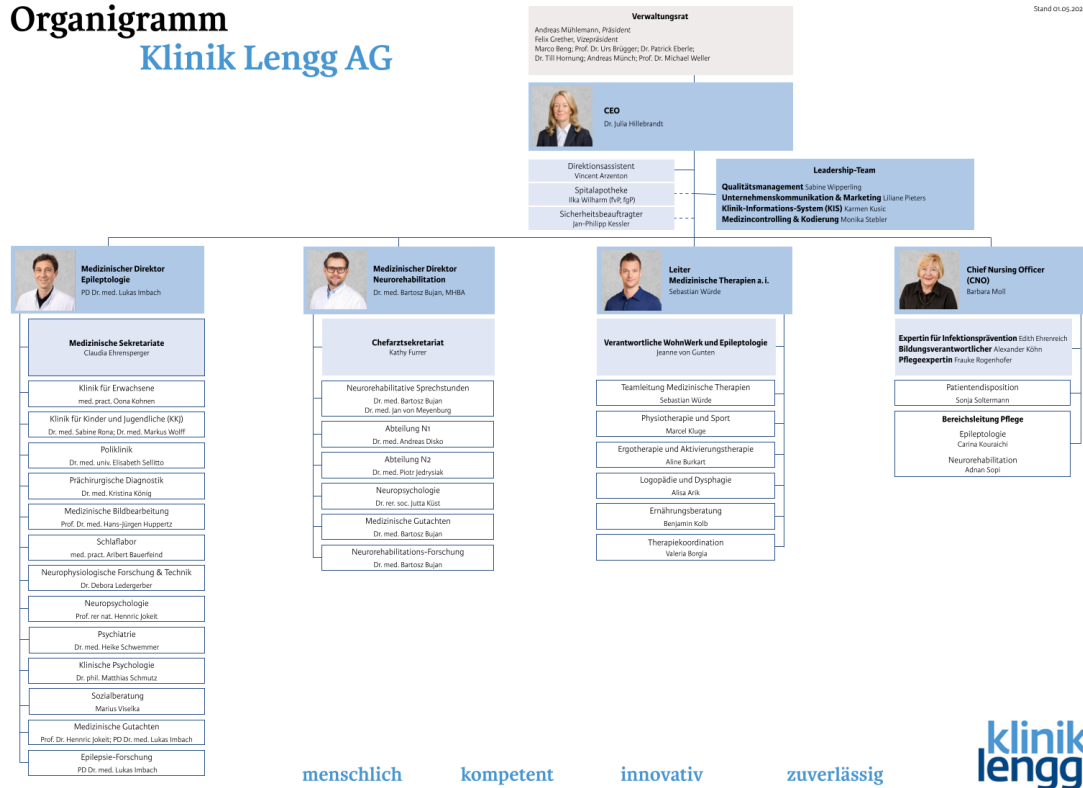 Organigramm
Klinik Lengg AG
Stand 01.05.202
Verwaltungsrat
Andreas Mühlemann, Präsident
Felix Grether, Vizepräsident
Marco Beng; Prof. Dr. Urs Brügger; Dr. Patrick Eberle;
Dr. Till Hornung; Andreas Münch; Prof. Dr. Michael Weller
CEO
Dr. Julia Hillebrandt
Direktionsassistent
Vincent Arzenton
Spitalapotheke
Ilka Wilharm (fvP, fgP)
Sicherheitsbeauftragter
Jan-Philipp Kessler
Leadership-Team
Qualitätsmanagement Sabine Wipperling
Unternehmenskommunikation & Marketing Liliane Pieters
Klinik-Informations-System (KIS) Karmen Kusic
Medizincontrolling & Kodierung Monika Stebler
Medizinischer Direktor
Epileptologie
PD Dr. med. Lukas Imbach
Medizinische Sekretariate
Claudia Ehrensperger
Klinik für Erwachsene
med. pract. Oona Kohnen
Klinik für Kinder und Jugendliche (KKJ)
Dr. med. Sabine Rona; Dr. med. Markus Wolff
Poliklinik
Dr. med. univ. Elisabeth Sellitto
Prächirurgische Diagnostik
Dr. med. Kristina König
Medizinische Bildbearbeitung
Prof. Dr. med. Hans-Jürgen Huppertz
Schlaflabor
med. pract. Aribert Bauerfeind
Neurophysiologische Forschung & Technik
Dr. Debora Ledergerber
Neuropsychologie
Prof. rer nat. Hennric Jokeit
Psychiatrie
Dr. med. Heike Schwemmer
Klinische Psychologie
Dr. phil. Matthias Schmutz
Sozialberatung
Marius Viselka
Medizinische Gutachten
Prof. Dr. Hennric Jokeit; PD Dr. med. Lukas Imbach
Epilepsie-Forschung
PD Dr. med. Lukas Imbach
Medizinischer Direktor
Neurorehabilitation
Dr. med. Bartosz Bujan, MHBA
Chefarztsekretariat
Kathy Furrer
Neurorehabilitative Sprechstunden
Dr. med. Bartosz Bujan
Dr. med. Jan von Meyenburg
Abteilung N1
Dr. med. Andreas Disko
Abteilung N2
Dr. med. Piotr Jedrysiak
Neuropsychologie
Dr. rer. soc. Jutta Küst
Medizinische Gutachten
Dr. med. Bartosz Bujan
Neurorehabilitations-Forschung
Dr. med. Bartosz Bujan
Leiter
Medizinische Therapien a. i.
Sebastian Würde
Verantwortliche WohnWerk und Epileptologie
Jeanne von Gunten
Teamleitung Medizinische Therapien
Sebastian Würde
Physiotherapie und Sport
Marcel Kluge
Ergotherapie und Aktivierungstherapie
Aline Burkart
Logopädie und Dysphagie
Alisa Arik
Ernährungsberatung
Benjamin Kolb
Therapiekoordination
Valeria Borgia
Chief Nursing Officer
(CNO)
Barbara Moll
Expertin für Infektionsprävention Edith Ehrenreich
Bildungsverantwortlicher Alexander Köhn
Pflegeexpertin Frauke Rogenhofer
Patientendisposition
Sonja Soltermann
Bereichsleitung Pflege
Epileptologie
Carina Kouraichi
Neurorehabilitation
Adnan Sopi
menschlich kompetent innovativ zuverlässig
klinik
lengg